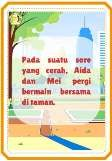 Pada suatu sore
yang cerah, Aida
dan Mei pergi
bermain bersama
di taman.